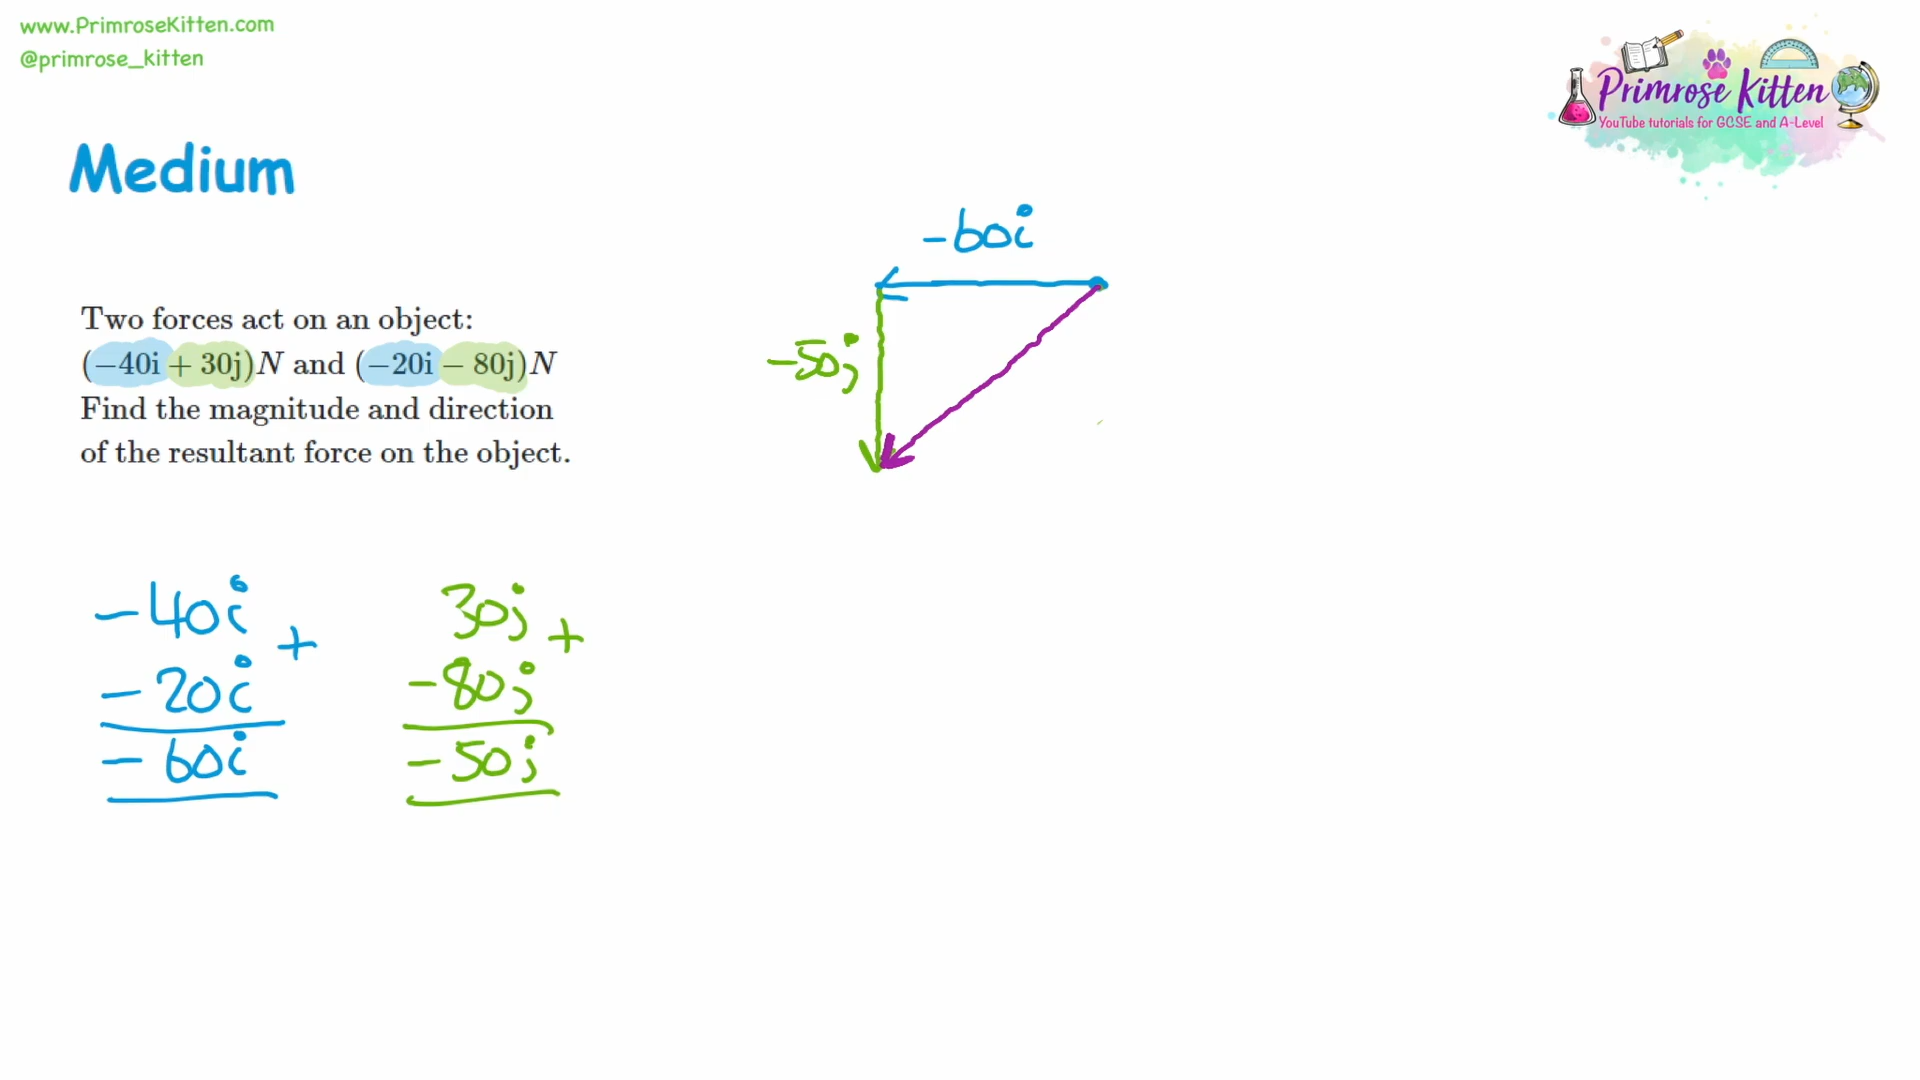 www.PrimroseKitten.com
@primrose_kitten
Primrose Kitten
YouTube tutorials for GCSE and A-Level
Medium
Two forces act on an object:
(−40i + 30j)N and (−20i − 80j)N
Find the magnitude and direction
of the resultant force on the object.
-60i
-50j
-40i +
-20i
-60i
30j +
-80j
-50j